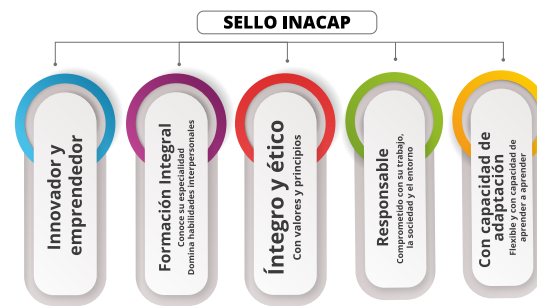 SELLO INACAP
Innovador y
emprendedor
Formación Integral
Conoce su especialidad
Domina habilidades interpersonales
Íntegro y ético
Con valores y principios
Responsable
Comprometido con su trabajo,
la sociedad y el entorno
Con capacidad de
adaptación
Flexible y con capacidad de
aprender a aprender